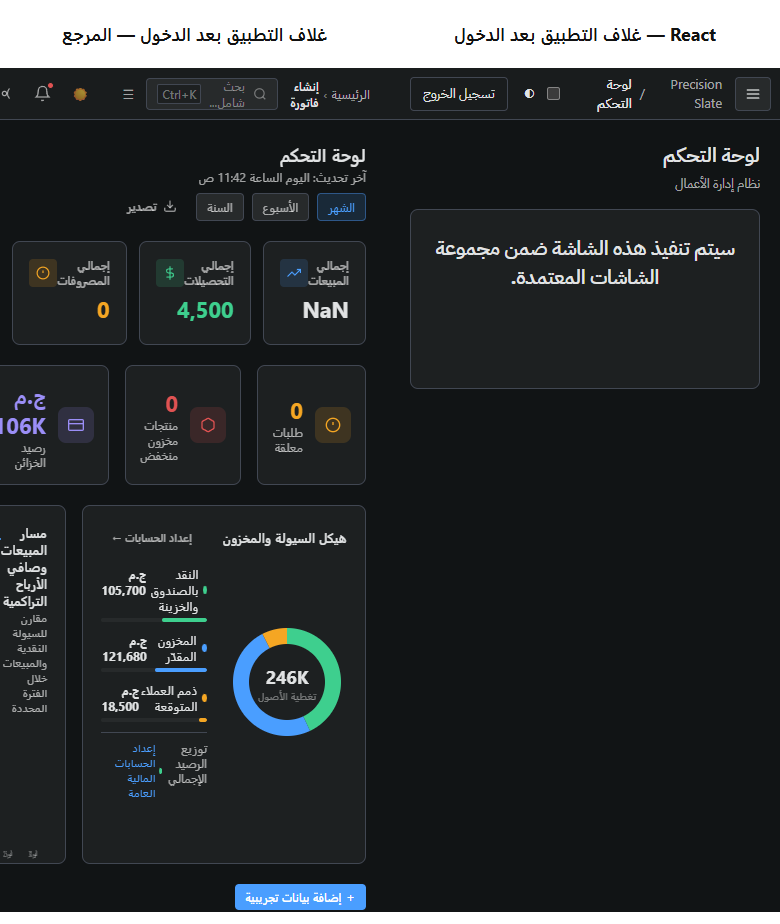 React — غلاف التطبيق بعد الدخول
Precision
Slate
/
لوحة
التحكم
تسجيل الخروج
لوحة التحكم
نظام إدارة الأعمال
سيتم تنفيذ هذه الشاشة ضمن مجموعة
الشاشات المعتمدة.
غلاف التطبيق بعد الدخول — المرجع
الرئيسية ›
إنشاء
فاتورة
بحث
شامل...
Ctrl+K
لوحة التحكم
آخر تحديث: اليوم الساعة 11:42 ص
الشهر
الأسبوع
السنة
تصدير
إجمالي
المبيعات
NaN
إجمالي
التحصيلات
4,500
إجمالي
المصروفات
0
0
طلبات
معلقة
0
منتجات
مخزون
منخفض
ج.م
106K
رصيد
الخزائن
هيكل السيولة والمخزون
إعداد الحسابات ←
246K
تغطية الأصول
النقد
بالصندوق
والخزينة
ج.م
105,700
المخزون
المقدّر
ج.م
121,680
ذمم العملاء
المتوقعة
ج.م
18,500
توزيع
الرصيد
الإجمالي
إعداد
الحسابات
المالية
العامة
مسار
المبيعات
وصافي
الأرباح
التراكمية
مقارن
للسيولة
النقدية
والمبيعات
خلال
الفترة
المحددة
+ إضافة بيانات تجريبية